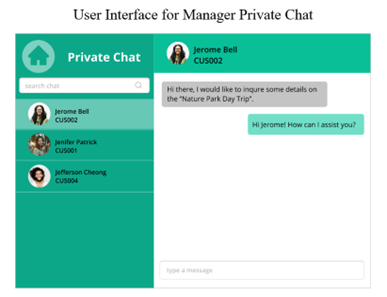 User Interface for Manager Private Chat
Private Chat
search chat
Jerome Bell
CUS002
Jenifer Patrick
CUS001
Jefferson Cheong
CUS004
Jerome Bell
CUS002
Hi there, I would like to inqure some details on
the "Nature Park Day Trip".
Hi Jerome! How can I assist you?
type a message